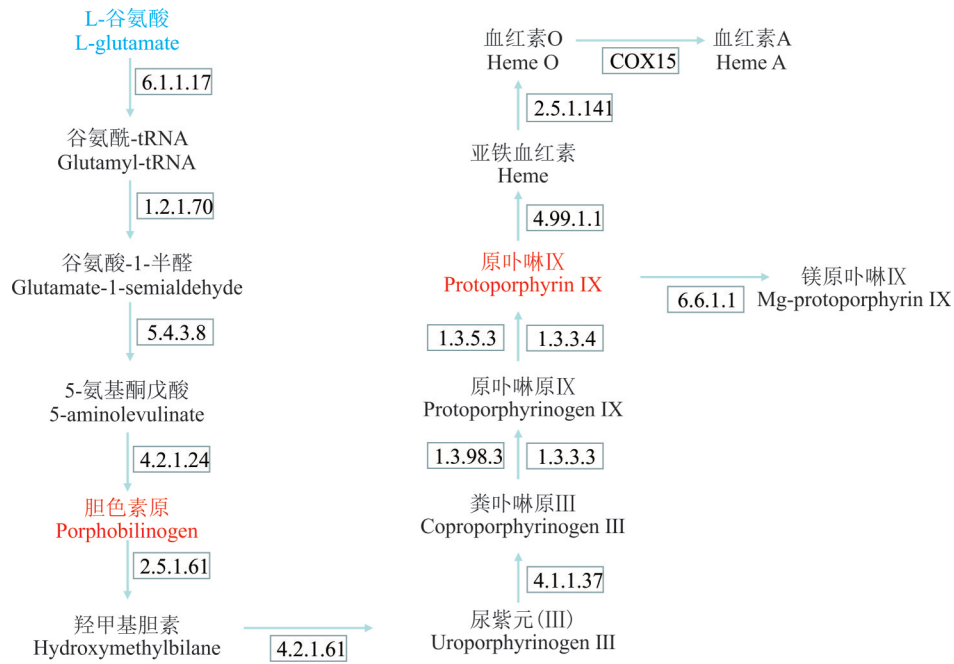 L-谷氨酸
L-glutamate
6.1.1.17
谷氨酰-tRNA
Glutamyl-tRNA
1.2.1.70
谷氨酸-1-半醛
Glutamate-1-semialdehyde
5.4.3.8
5-氨基酮戊酸
5-aminolevulinate
4.2.1.24
胆色素原
Porphobilinogen
2.5.1.61
羟甲基胆素
Hydroxymethylbilane
4.2.1.61
尿紫元(III)
Uroporphyrinogen III
4.1.1.37
粪卟啉原III
Coproporphyrinogen III
1.3.98.3
1.3.3.3
原卟啉原IX
Protoporphyrinogen IX
1.3.5.3
1.3.3.4
原卟啉IX
Protoporphyrin IX
6.6.1.1
镁原卟啉IX
Mg-protoporphyrin IX
4.99.1.1
亚铁血红素
Heme
2.5.1.141
血红素O
Heme O
COX15
血红素A
Heme A